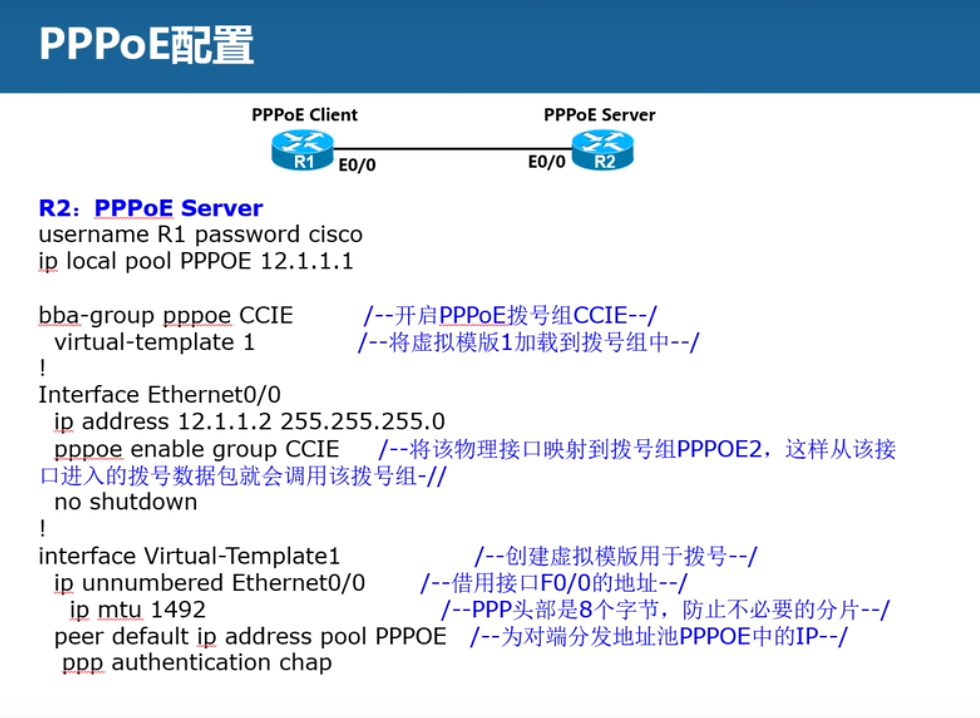 PPPoE配置
PPPoE Client
PPPoE Server
R1
E0/0
E0/0
R2
R2：PPPoE Server
username R1 password cisco
ip local pool PPPOE 12.1.1.1
bba-group pppoe CCIE /--开启PPPoE拨号组CCIE--/
virtual-template 1 /--将虚拟模版1加载到拨号组中--/
!
Interface Ethernet0/0
ip address 12.1.1.2 255.255.255.0
pppoe enable group CCIE /--将该物理接口映射到拨号组PPPOE2，这样从该接
口进入的拨号数据包就会调用该拨号组-//
no shutdown
!
interface Virtual-Template1 /--创建虚拟模版用于拨号--/
ip unnumbered Ethernet0/0 /--借用接口F0/0的地址--/
ip mtu 1492 /--PPP头部是8个字节，防止不必要的分片--/
peer default ip address pool PPPOE /--为对端分发地址池PPPOE中的IP--/
ppp authentication chap